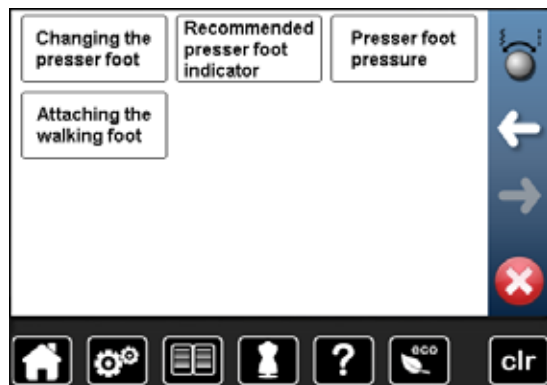 Changing the
presser foot
Recommended
presser foot
indicator
Presser foot
pressure
Attaching the
walking foot
?
eco
clr